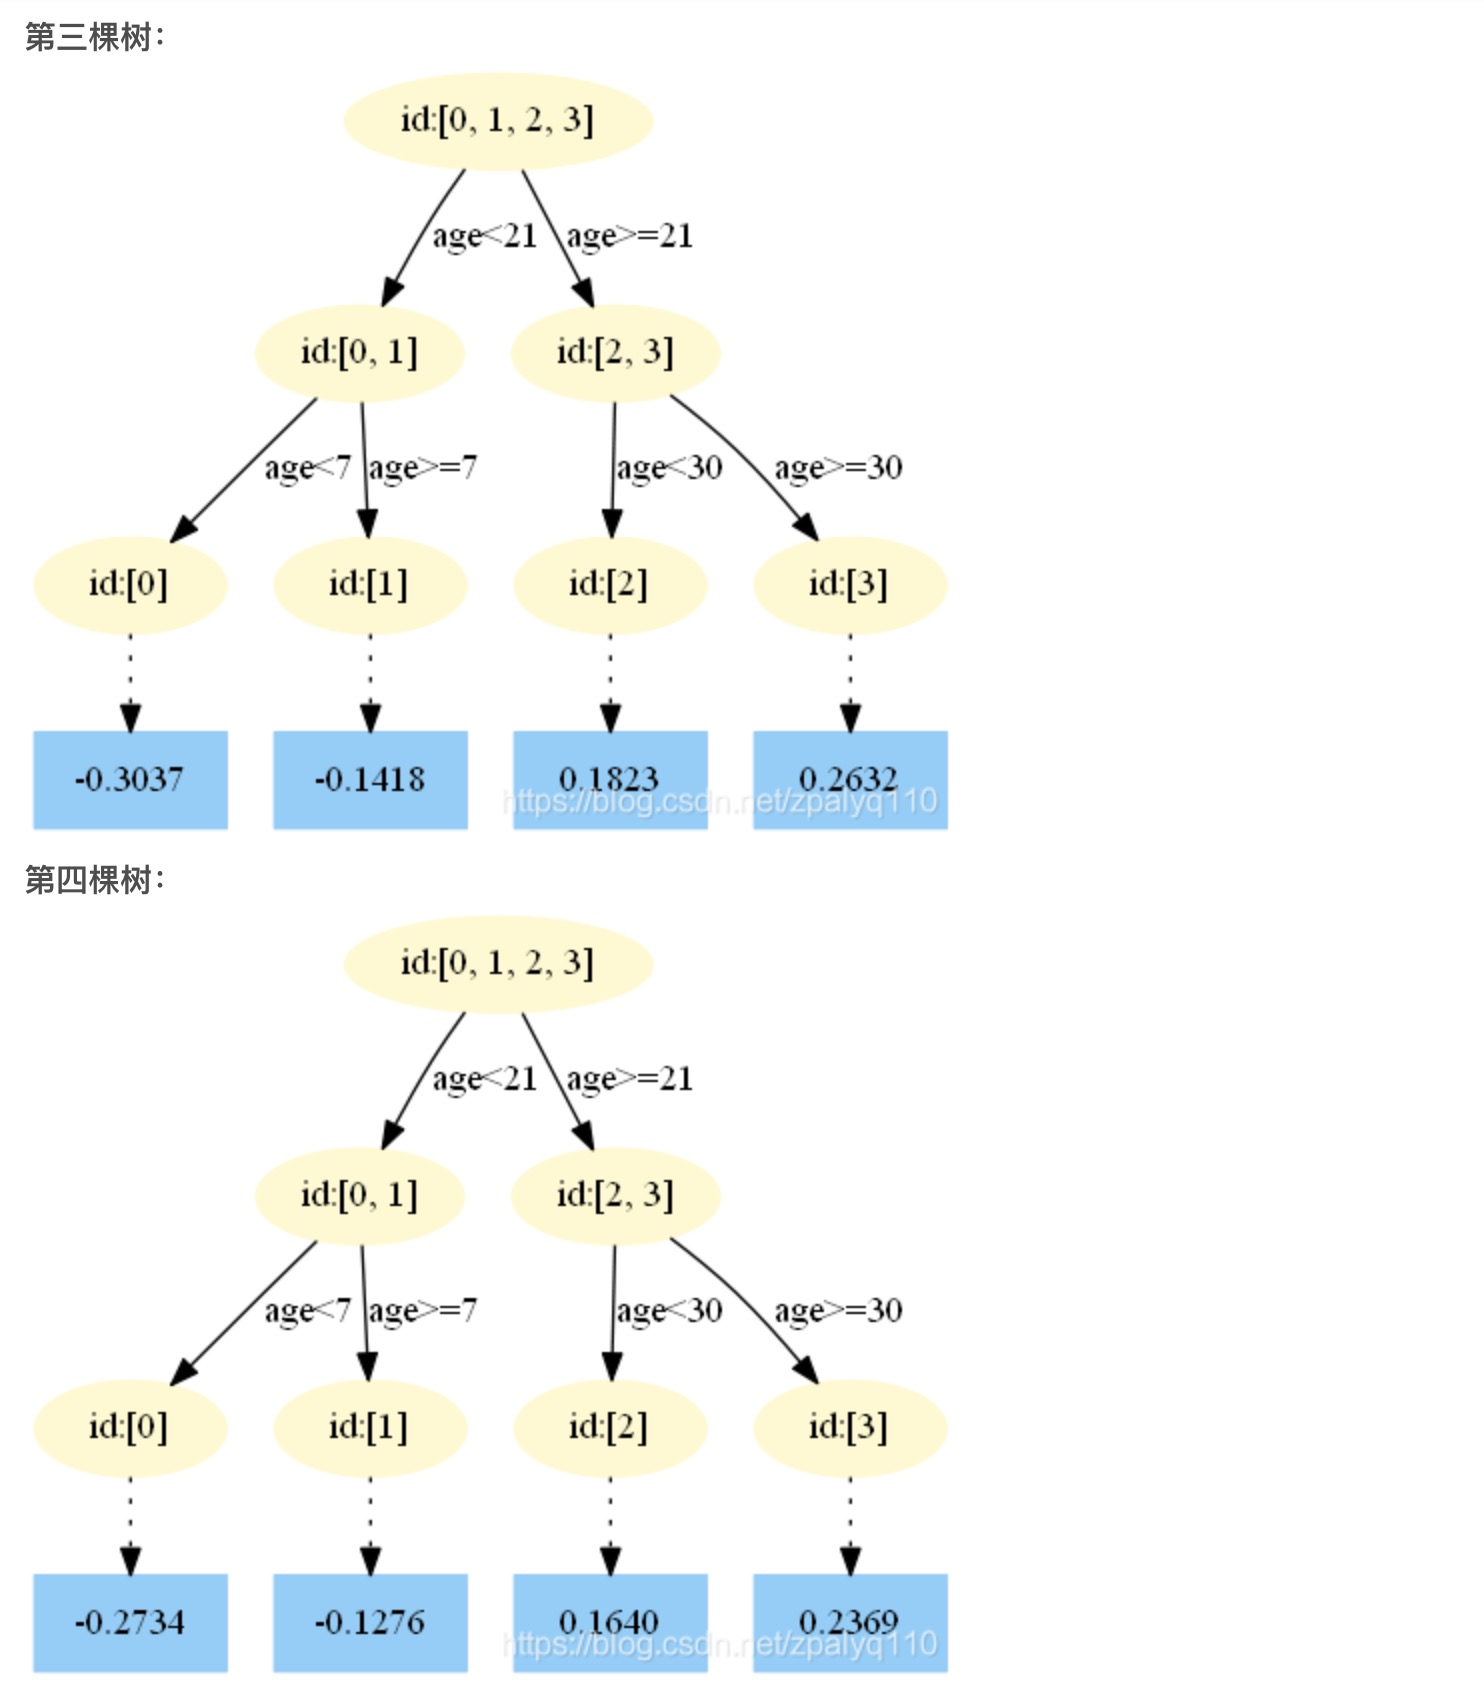 第三棵树：
id:[0, 1, 2, 3]
age<21 age>=21
id:[0, 1] id:[2, 3]
age<7 age>=7 age<30 age>=30
id:[0] id:[1] id:[2] id:[3]
-0.3037 -0.1418 0.1823 0.2632
https://blog.csdn.net/zpalyq110
第四棵树：
id:[0, 1, 2, 3]
age<21 age>=21
id:[0, 1] id:[2, 3]
age<7 age>=7 age<30 age>=30
id:[0] id:[1] id:[2] id:[3]
-0.2734 -0.1276 0.1640 0.2369
https://blog.csdn.net/zpalyq110